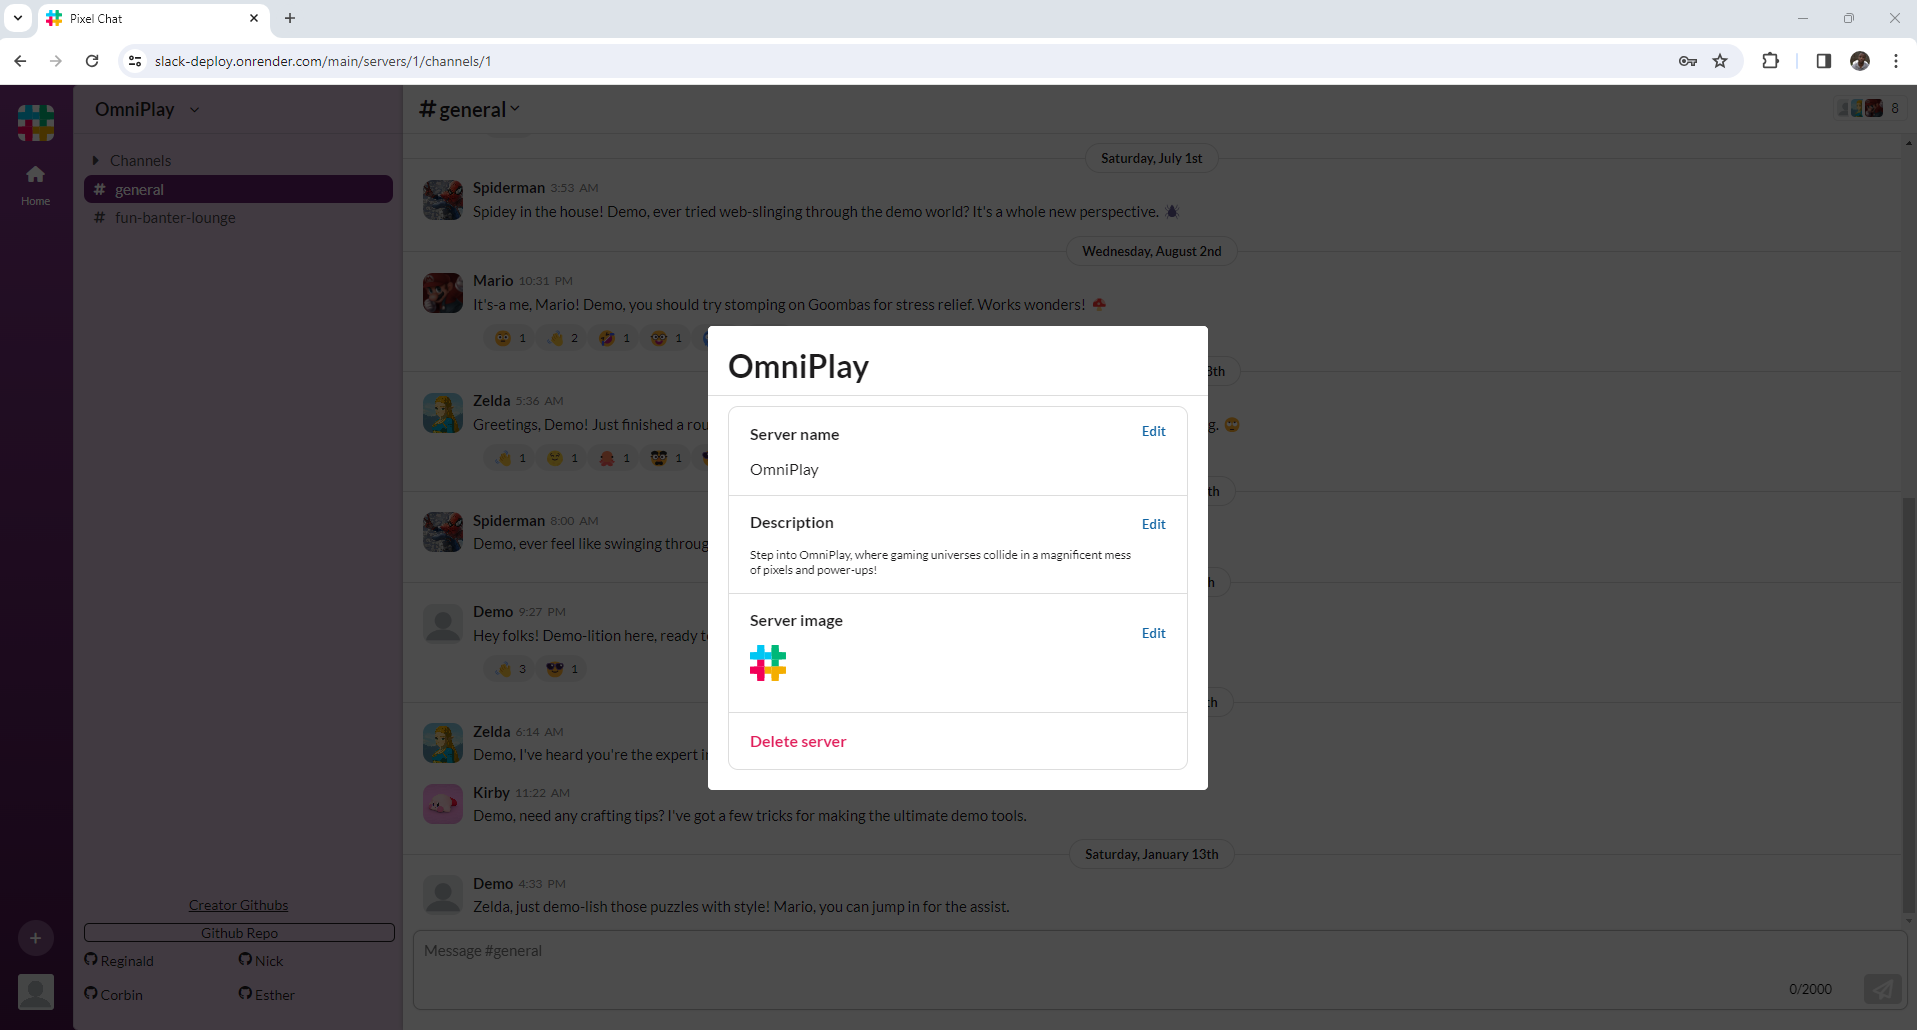 Pixel Chat
slack-deploy.onrender.com/main/servers/1/channels/1
Home
OmniPlay
Channels
# general
# fun-banter-lounge
Creator Githubs
Github Repo
Reginald
Nick
Corbin
Esther
# general
8
Saturday, July 1st
Spiderman 3:53 AM
Spidey in the house! Demo, ever tried web-slinging through the demo world? It's a whole new perspective.
Wednesday, August 2nd
Mario 10:31 PM
It's-a me, Mario! Demo, you should try stomping on Goombas for stress relief. Works wonders!
1 2 1 1
8th
Zelda 5:36 AM
Greetings, Demo! Just finished a rou
g.
1 1 1 1
th
Spiderman 8:00 AM
Demo, ever feel like swinging throug
h
Demo 9:27 PM
Hey folks! Demo-lition here, ready t
3 1
th
Zelda 6:14 AM
Demo, I've heard you're the expert i
Kirby 11:22 AM
Demo, need any crafting tips? I've got a few tricks for making the ultimate demo tools.
Saturday, January 13th
Demo 4:33 PM
Zelda, just demo-lish those puzzles with style! Mario, you can jump in for the assist.
Message #general
0/2000
OmniPlay
Server name
Edit
OmniPlay
Description
Edit
Step into OmniPlay, where gaming universes collide in a magnificent mess
of pixels and power-ups!
Server image
Edit
Delete server